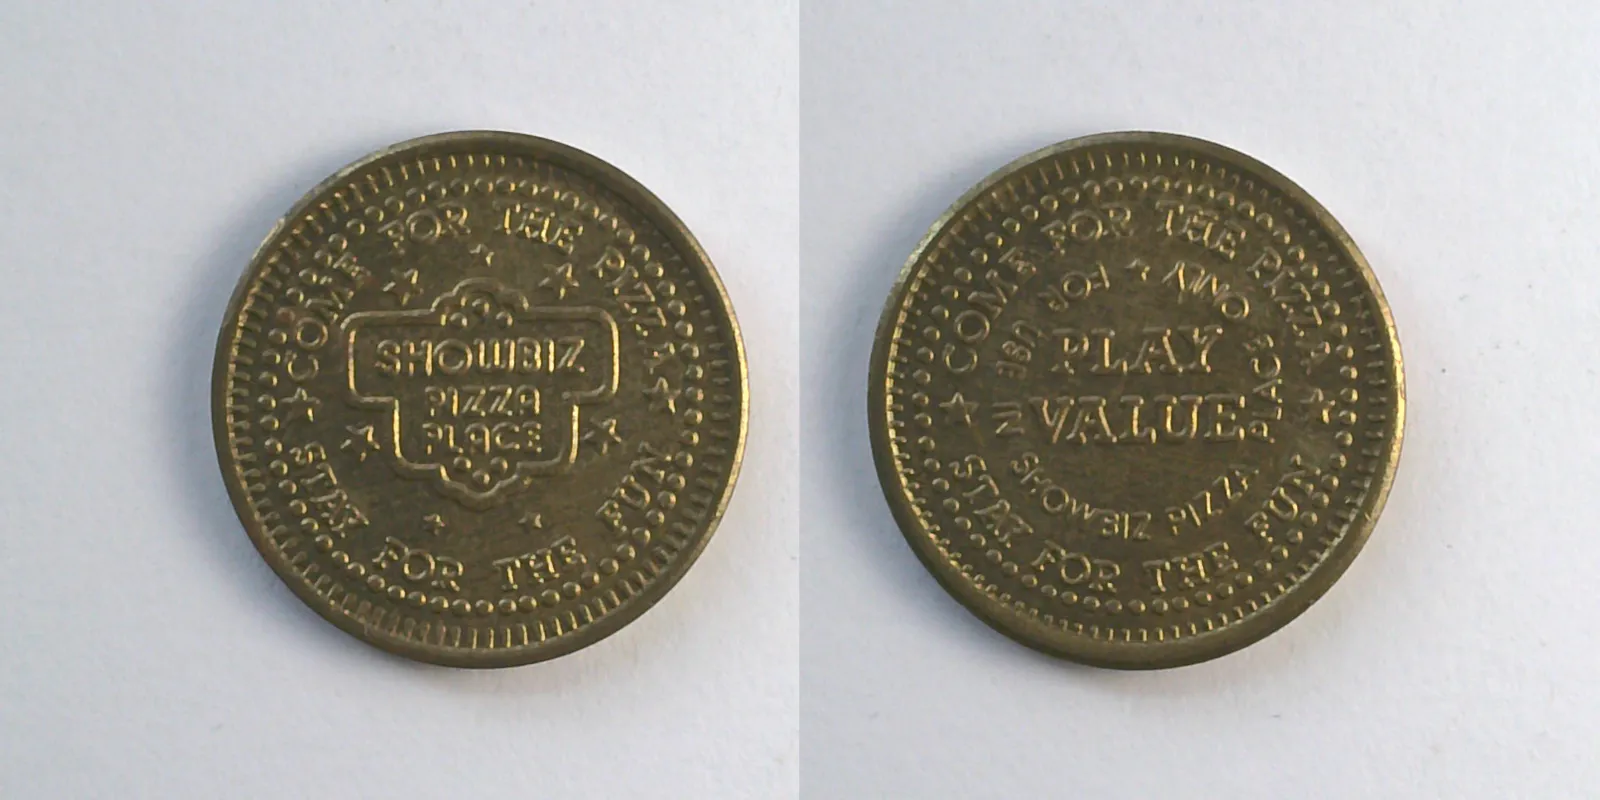 COME FOR THE PIZZA
STAY FOR THE FUN
SHOWBIZ
PIZZA
PLACE
COME FOR THE PIZZA
STAY FOR THE FUN
FOR USE IN SHOWBIZ PIZZA PLACE ONLY
PLAY
VALUE